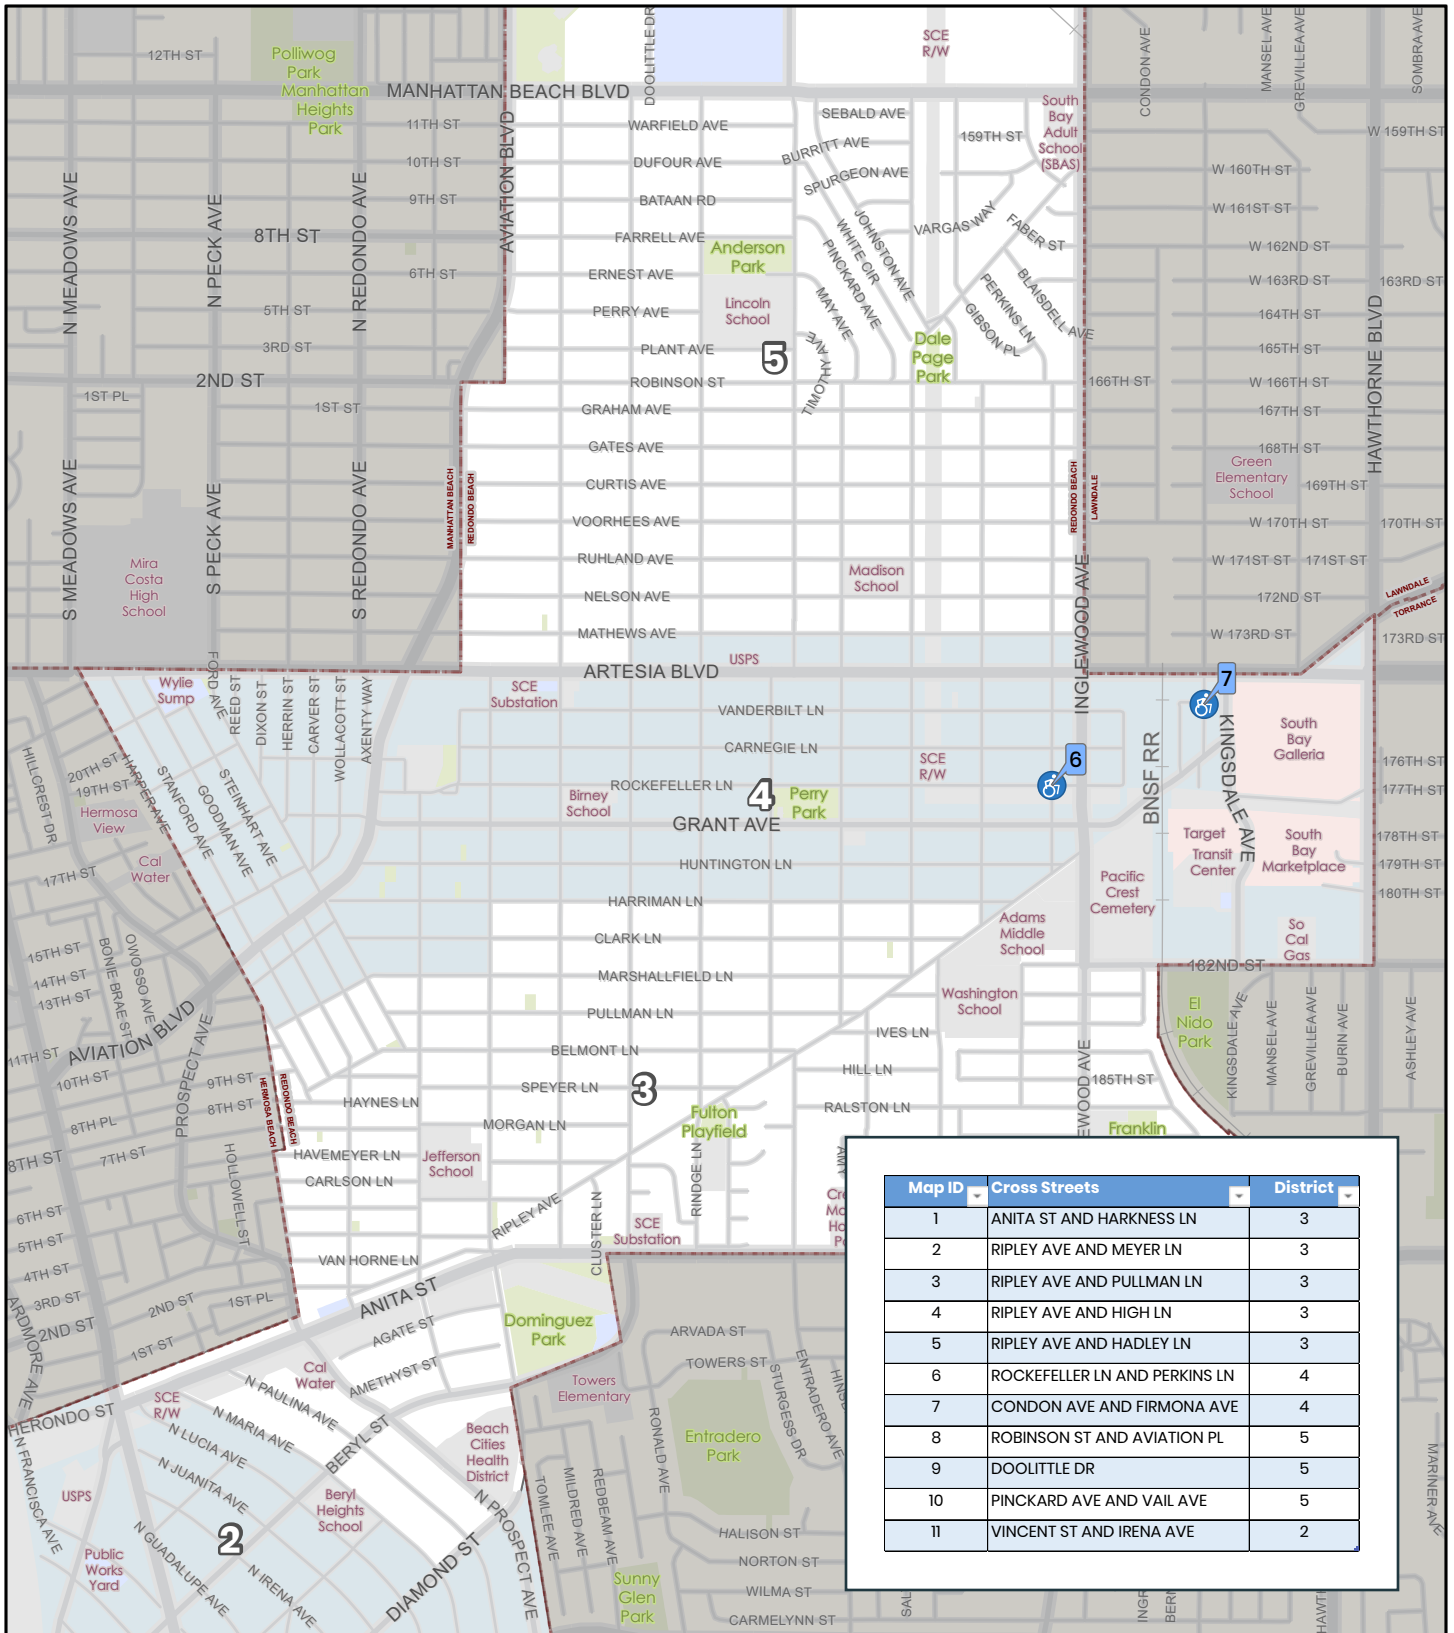 12TH ST
Polliwog
Park
Manhattan
Heights
Park
MANHATTAN BEACH BLVD
DOOLITTLE DR
SCE
R/W
CONDON AVE
MANSEL AVE
GREVILLEA AVE
SOMBRA AVE
11TH ST
10TH ST
9TH ST
8TH ST
6TH ST
5TH ST
3RD ST
2ND ST
1ST PL
1ST ST
N MEADOWS AVE
N PECK AVE
N REDONDO AVE
AVIATION BLVD
WARFIELD AVE
DUFOUR AVE
BATAAN RD
FARRELL AVE
ERNEST AVE
PERRY AVE
PLANT AVE
ROBINSON ST
GRAHAM AVE
GATES AVE
CURTIS AVE
VOORHEES AVE
RUHLAND AVE
NELSON AVE
MATHEWS AVE
SEBALD AVE
BURRITT AVE
SPURGEON AVE
159TH ST
South
Bay
Adult
School
(SBAS)
VARGAS WAY
FABER ST
JOHNSTON AVE
WHITE CIR
PINCKARD AVE
MAY AVE
TIMOTHY AVE
PERKINS LN
BLAISDELL AVE
GIBSON PL
Anderson
Park
Lincoln
School
5
Dale
Page
Park
W 159TH ST
W 160TH ST
W 161ST ST
W 162ND ST
W 163RD ST
163RD ST
164TH ST
165TH ST
166TH ST
W 166TH ST
167TH ST
168TH ST
Green
Elementary
School
169TH ST
W 170TH ST
170TH ST
W 171ST ST
171ST ST
172ND ST
W 173RD ST
173RD ST
HAWTHORNE BLVD
LAWNDALE
TORRANCE
MANHATTAN BEACH
REDONDO BEACH
REDONDO BEACH
LAWNDALE
S MEADOWS AVE
S PECK AVE
S REDONDO AVE
Mira
Costa
High
School
Madison
School
INGLEWOOD AVE
USPS
ARTESIA BLVD
Wylie
Sump
FORD AVE
REED ST
DIXON ST
HERRIN ST
CARVER ST
WOLLACOTT ST
AXENTY WAY
SCE
Substation
VANDERBILT LN
CARNEGIE LN
ROCKEFELLER LN
Birney
School
4
Perry
Park
GRANT AVE
SCE
R/W
6
7
BNSF RR
KINGSDALE AVE
South
Bay
Galleria
176TH ST
177TH ST
178TH ST
179TH ST
180TH ST
Target
Transit
Center
South
Bay
Marketplace
Pacific
Crest
Cemetery
So
Cal
Gas
182ND ST
HILLCREST DR
20TH ST
19TH ST
HARPER AVE
STANFORD AVE
GOODMAN AVE
STEINHART AVE
Hermosa
View
Cal
Water
17TH ST
15TH ST
14TH ST
13TH ST
BONIE BRAE ST
OWOSSO AVE
11TH ST
AVIATION BLVD
10TH ST
PROSPECT AVE
9TH ST
8TH ST
8TH PL
7TH ST
8TH ST
6TH ST
5TH ST
4TH ST
3RD ST
2ND ST
2ND ST
1ST PL
1ST ST
ARDMORE AVE
HOLLOWELL ST
HERMOSA BEACH
REDONDO BEACH
HUNTINGTON LN
HARRIMAN LN
CLARK LN
MARSHALLFIELD LN
PULLMAN LN
BELMONT LN
SPEYER LN
MORGAN LN
HAYNES LN
HAVEMEYER LN
CARLSON LN
VAN HORNE LN
Jefferson
School
3
RIPLEY AVE
CLUSTER LN
RINDGE LN
Fulton
Playfield
SCE
Substation
Adams
Middle
School
Washington
School
IVES LN
HILL LN
RALSTON LN
185TH ST
Franklin
El
Nido
Park
KINGSDALE AVE
MANSEL AVE
GREVILLEA AVE
BURIN AVE
ASHLEY AVE
ANITA ST
AGATE ST
AMETHYST ST
Dominguez
Park
HERONDO ST
SCE
R/W
Cal
Water
N PAULINA AVE
N MARIA AVE
N LUCIA AVE
N JUANITA AVE
N GUADALUPE AVE
N IRENA AVE
N FRANCISCA AVE
BERYL ST
DIAMOND ST
N PROSPECT AVE
Beryl
Heights
School
Beach
Cities
Health
District
USPS
Public
Works
Yard
2
Towers
Elementary
ARVADA ST
TOWERS ST
STURGESS DR
ENTRADERO AVE
Entradero
Park
RONALD AVE
REDBEAM AVE
MILDRED AVE
TOMLEE AVE
HALISON ST
NORTON ST
WILMA ST
CARMELYNN ST
Sunny
Glen
Park
MARINER AVE
Map ID Cross Streets District
1 ANITA ST AND HARKNESS LN 3
2 RIPLEY AVE AND MEYER LN 3
3 RIPLEY AVE AND PULLMAN LN 3
4 RIPLEY AVE AND HIGH LN 3
5 RIPLEY AVE AND HADLEY LN 3
6 ROCKEFELLER LN AND PERKINS LN 4
7 CONDON AVE AND FIRMONA AVE 4
8 ROBINSON ST AND AVIATION PL 5
9 DOOLITTLE DR 5
10 PINCKARD AVE AND VAIL AVE 5
11 VINCENT ST AND IRENA AVE 2